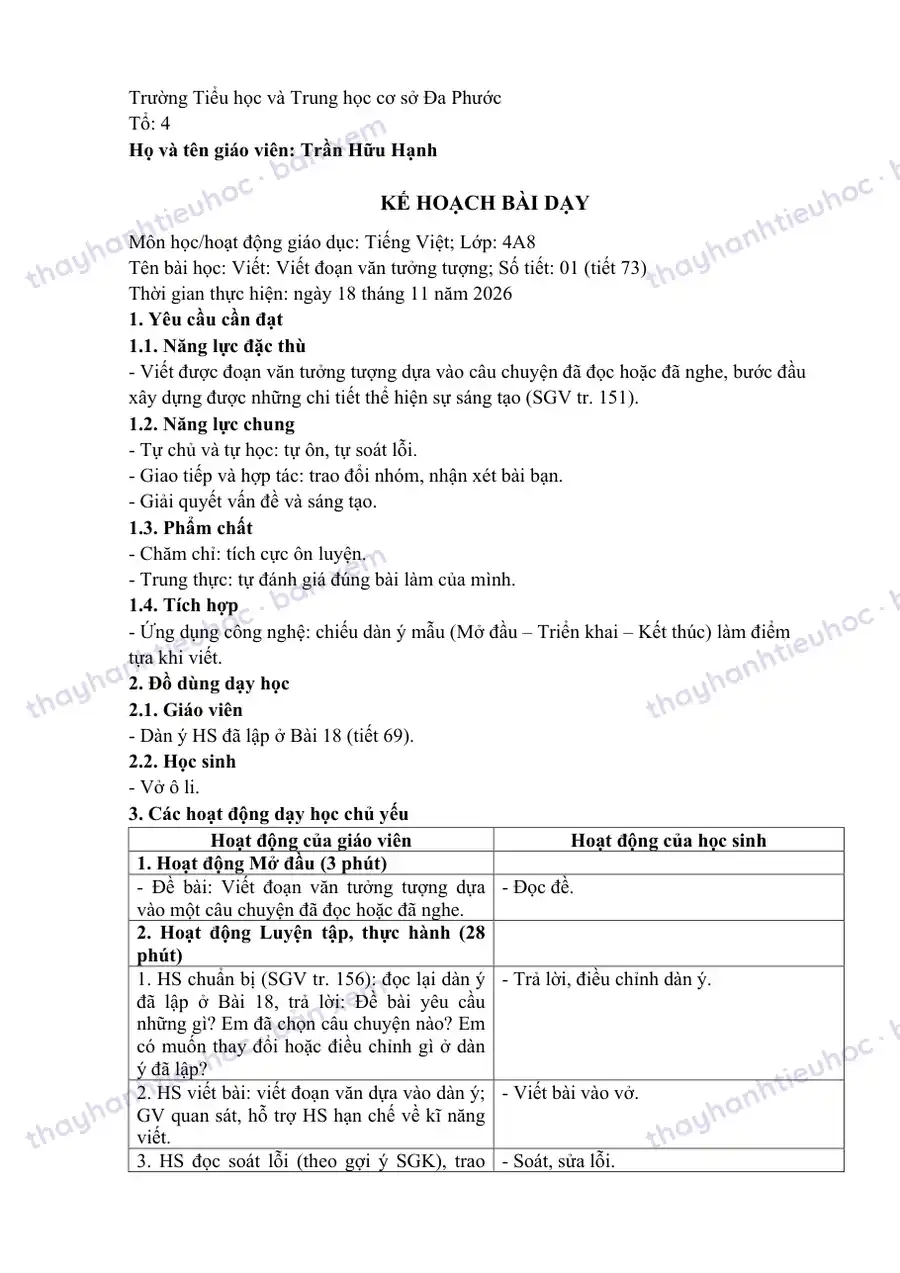 Trường Tiểu học và Trung học cơ sở Đa Phước
Tổ: 4
Họ và tên giáo viên: Trần Hữu Hạnh
KẾ HOẠCH BÀI DẠY
Môn học/hoạt động giáo dục: Tiếng Việt; Lớp: 4A8
Tên bài học: Viết: Viết đoạn văn tưởng tượng; Số tiết: 01 (tiết 73)
Thời gian thực hiện: ngày 18 tháng 11 năm 2026
1. Yêu cầu cần đạt
1.1. Năng lực đặc thù
- Viết được đoạn văn tưởng tượng dựa vào câu chuyện đã đọc hoặc đã nghe, bước đầu
xây dựng được những chi tiết thể hiện sự sáng tạo (SGV tr. 151).
1.2. Năng lực chung
- Tự chủ và tự học: tự ôn, tự soát lỗi.
- Giao tiếp và hợp tác: trao đổi nhóm, nhận xét bài bạn.
- Giải quyết vấn đề và sáng tạo.
1.3. Phẩm chất
- Chăm chỉ: tích cực ôn luyện.
- Trung thực: tự đánh giá đúng bài làm của mình.
1.4. Tích hợp
- Ứng dụng công nghệ: chiếu dàn ý mẫu (Mở đầu – Triển khai – Kết thúc) làm điểm
tựa khi viết.
2. Đồ dùng dạy học
2.1. Giáo viên
- Dàn ý HS đã lập ở Bài 18 (tiết 69).
2.2. Học sinh
- Vở ô li.
3. Các hoạt động dạy học chủ yếu
Hoạt động của giáo viên
Hoạt động của học sinh
1. Hoạt động Mở đầu (3 phút)
- Đề bài: Viết đoạn văn tưởng tượng dựa
vào một câu chuyện đã đọc hoặc đã nghe.
- Đọc đề.
2. Hoạt động Luyện tập, thực hành (28
phút)
1. HS chuẩn bị (SGV tr. 156): đọc lại dàn ý
đã lập ở Bài 18, trả lời: Đề bài yêu cầu
những gì? Em đã chọn câu chuyện nào? Em
có muốn thay đổi hoặc điều chỉnh gì ở dàn
ý đã lập?
- Trả lời, điều chỉnh dàn ý.
2. HS viết bài: viết đoạn văn dựa vào dàn ý;
GV quan sát, hỗ trợ HS hạn chế về kĩ năng
viết.
- Viết bài vào vở.
3. HS đọc soát lỗi (theo gợi ý SGK), trao
- Soát, sửa lỗi.
thayhanhtieuhoc · bản xem
thayhanhtieuhoc · b
thayhanhtieuhoc · bản xem
thayhanhtieuhoc · b
thayhanhtieuhoc · bản xem
thayhanhtieuhoc · b